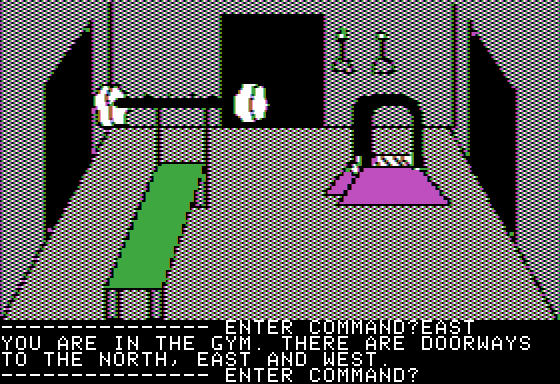 --------------- ENTER COMMAND?EAST
YOU ARE IN THE GYM. THERE ARE DOORWAYS
TO THE NORTH, EAST AND WEST.
--------------- ENTER COMMAND?